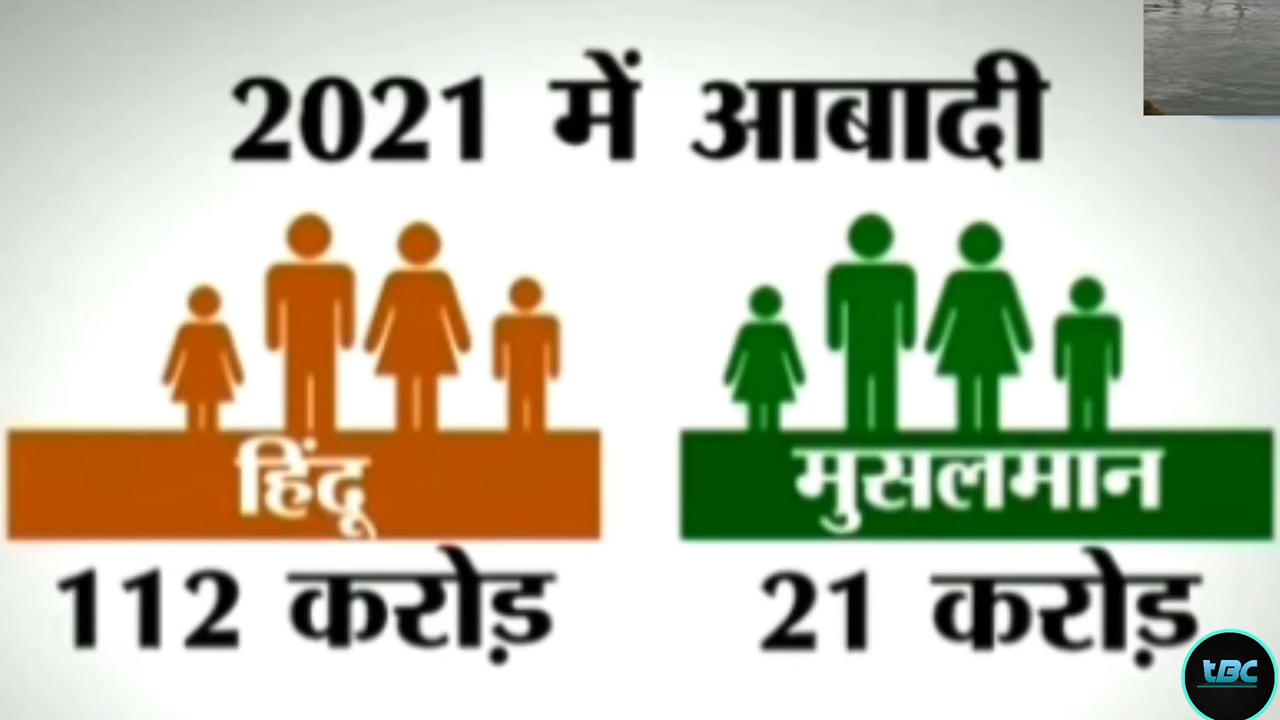 2021 में आबादी
हिंदू
मुसलमान
112 करोड़
21 करोड़
tBC